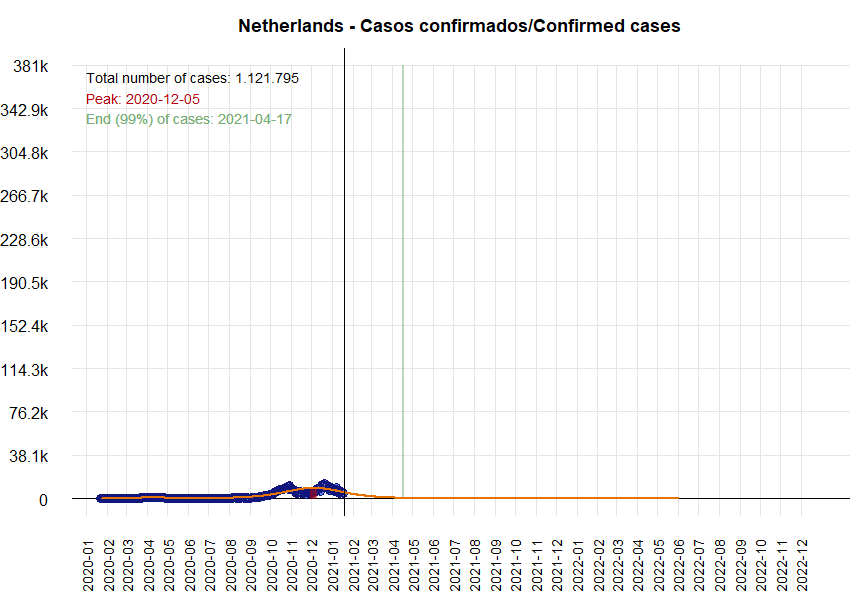 Netherlands - Casos confirmados/Confirmed cases
381k
342.9k
304.8k
266.7k
228.6k
190.5k
152.4k
114.3k
76.2k
38.1k
0
Total number of cases: 1.121.795
Peak: 2020-12-05
End (99%) of cases: 2021-04-17
2020-01
2020-02
2020-03
2020-04
2020-05
2020-06
2020-07
2020-08
2020-09
2020-10
2020-11
2020-12
2021-01
2021-02
2021-03
2021-04
2021-05
2021-06
2021-07
2021-08
2021-09
2021-10
2021-11
2021-12
2022-01
2022-02
2022-03
2022-04
2022-05
2022-06
2022-07
2022-08
2022-09
2022-10
2022-11
2022-12